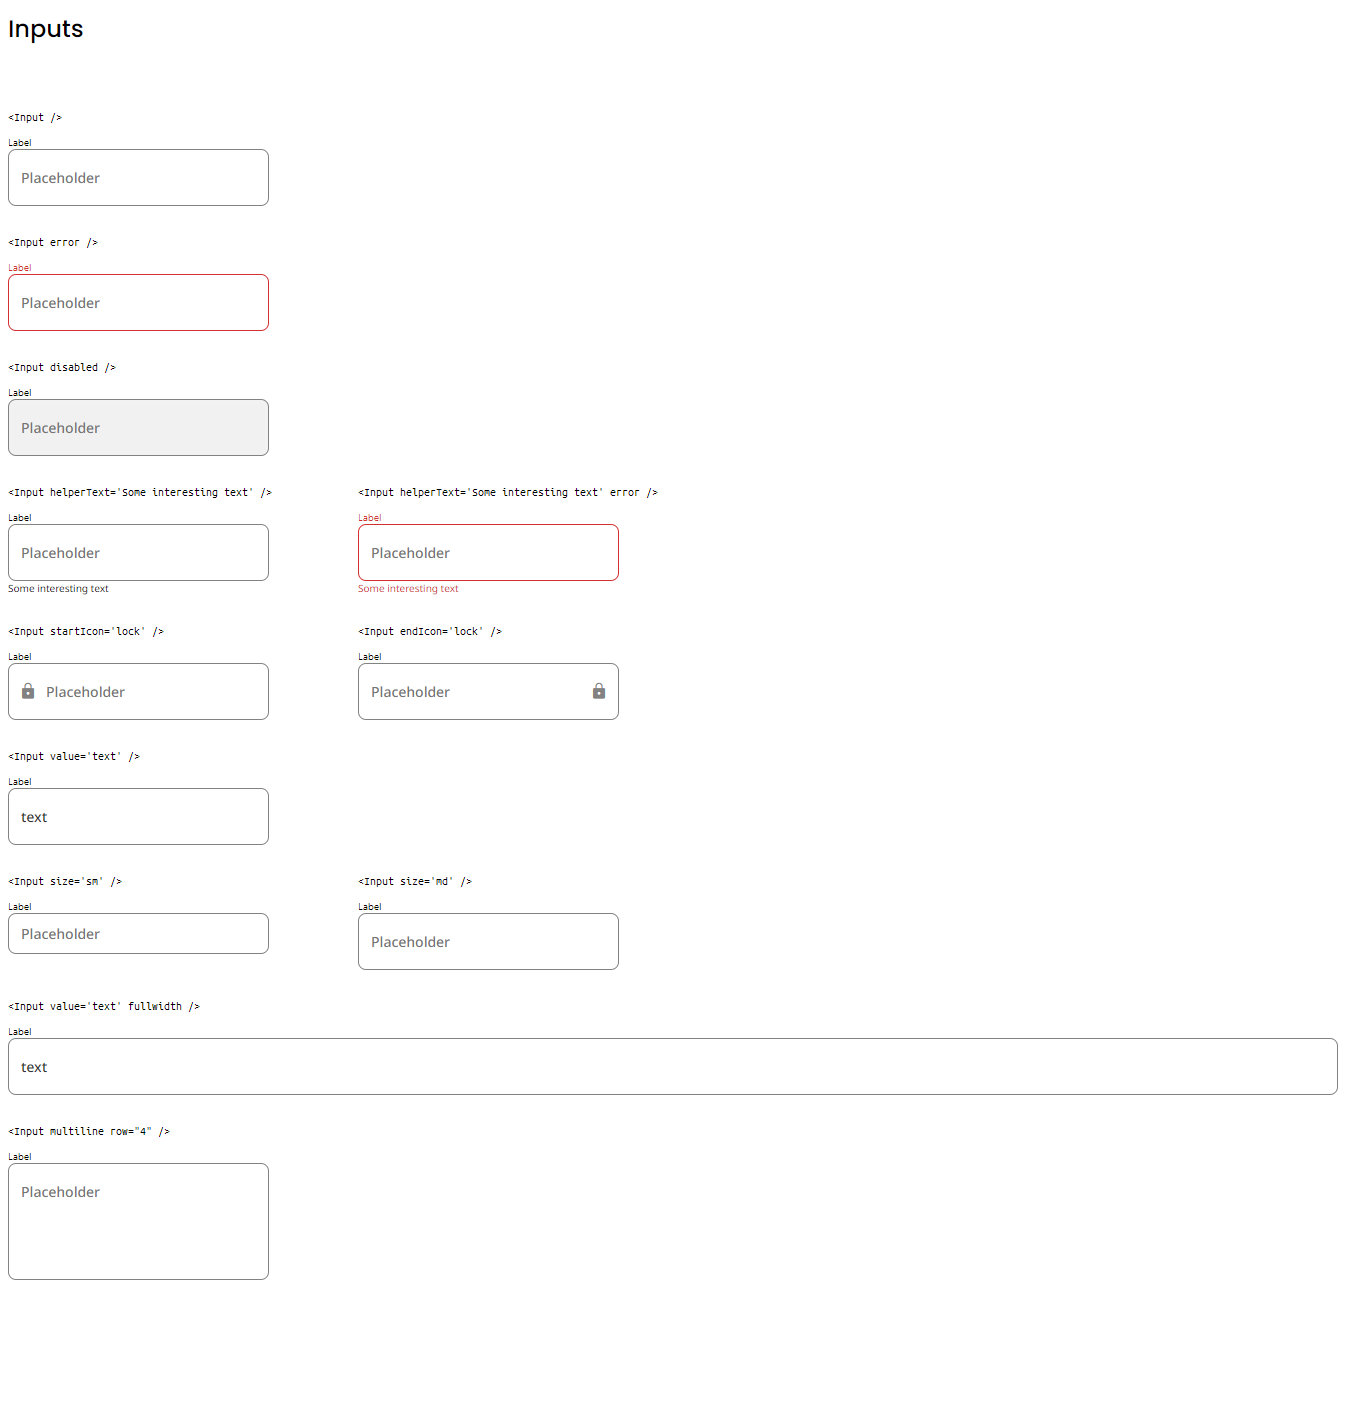 Inputs
<Input />
Label
Placeholder
<Input error />
Label
Placeholder
<Input disabled />
Label
Placeholder
<Input helperText='Some interesting text' />
Label
Placeholder
Some interesting text
<Input helperText='Some interesting text' error />
Label
Placeholder
Some interesting text
<Input startIcon='lock' />
Label
Placeholder
<Input endIcon='lock' />
Label
Placeholder
<Input value='text' />
Label
text
<Input size='sm' />
Label
Placeholder
<Input size='md' />
Label
Placeholder
<Input value='text' fullwidth />
Label
text
<Input multiline row="4" />
Label
Placeholder